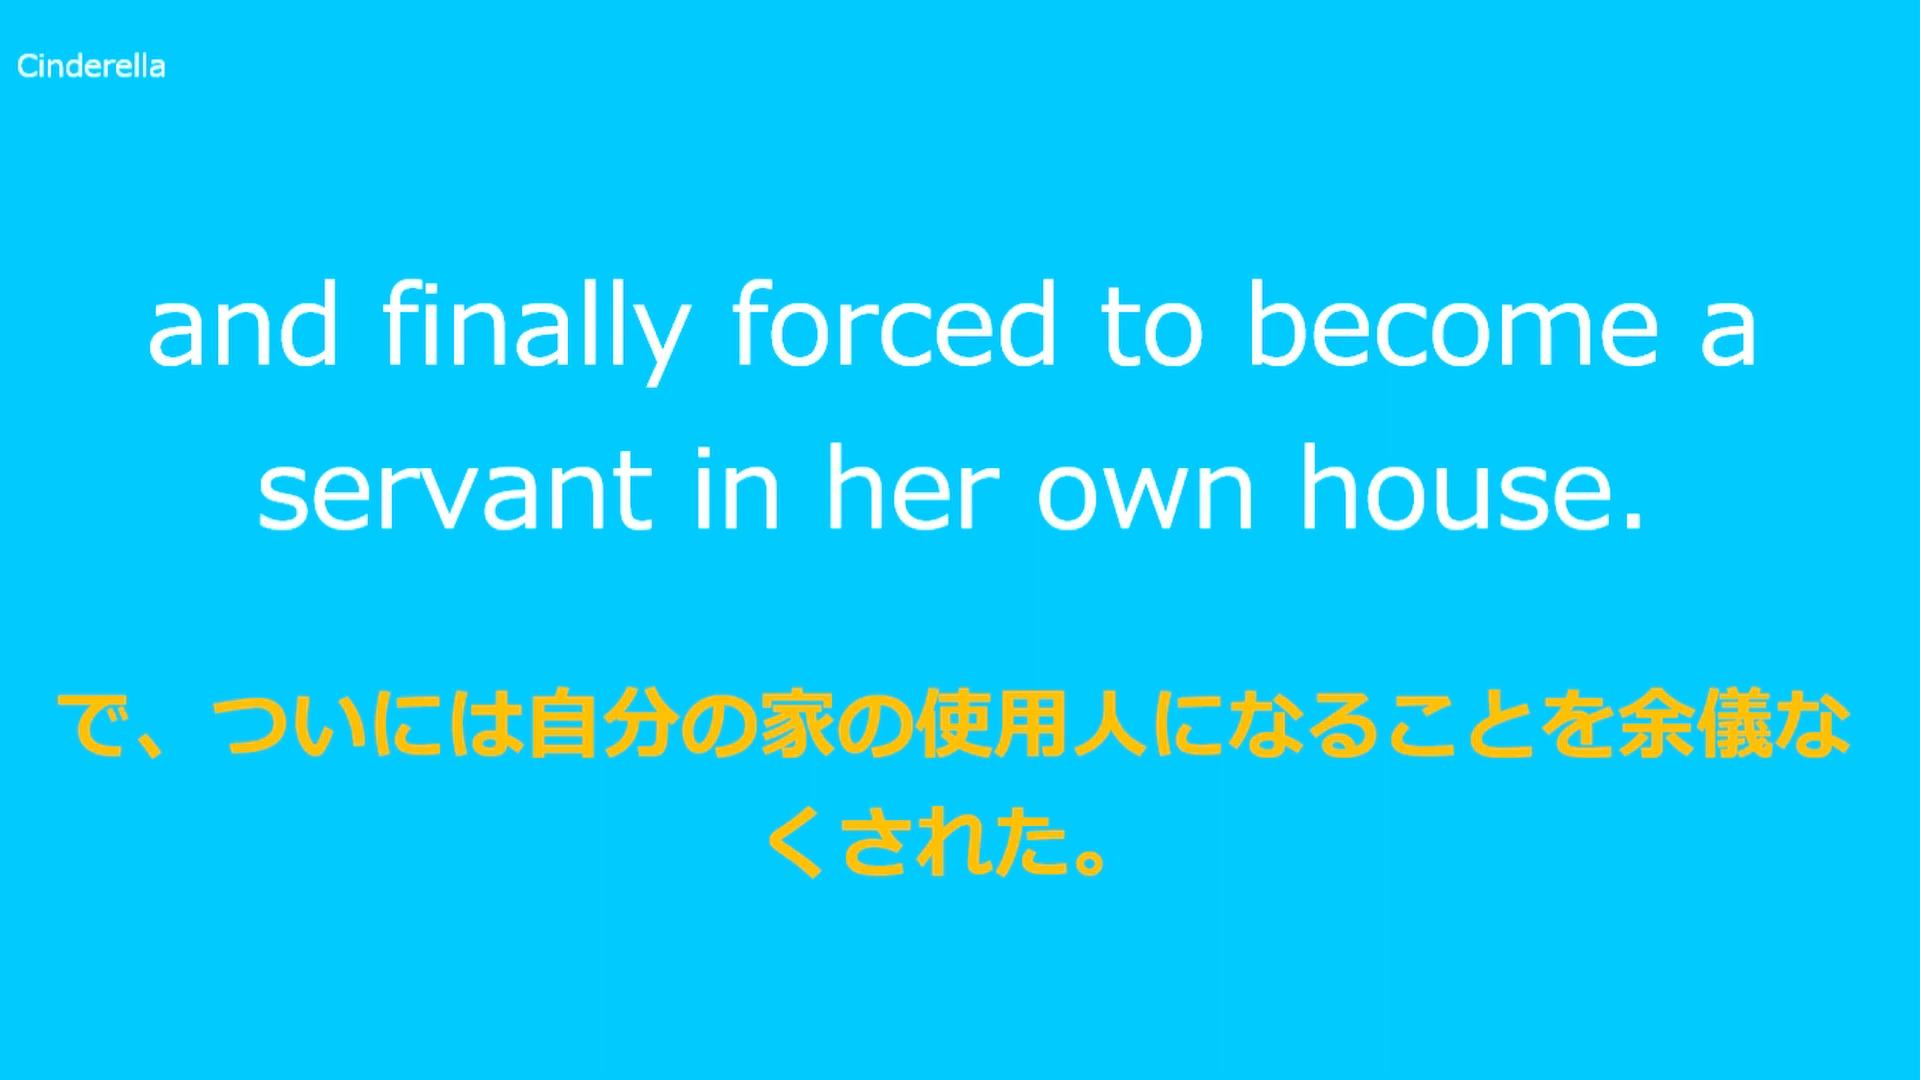 Cinderella
and finally forced to become a
servant in her own house.
で、ついには自分の家の使用人になることを余儀な
くされた。